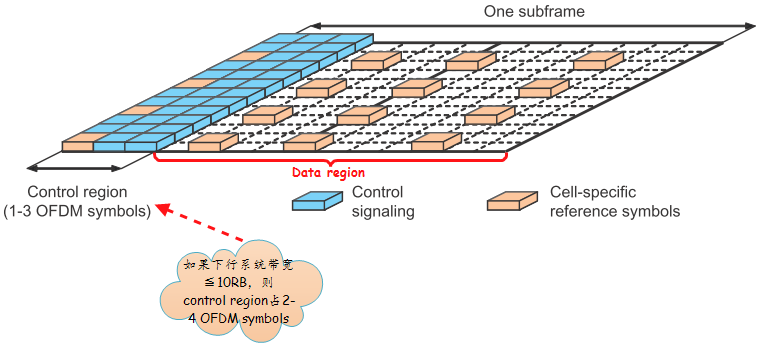 One subframe
Data region
Control region
(1-3 OFDM symbols)
Control
signaling
Cell-specific
reference symbols
如果下行系统带宽
≦10RB，则
control region占2-
4 OFDM symbols